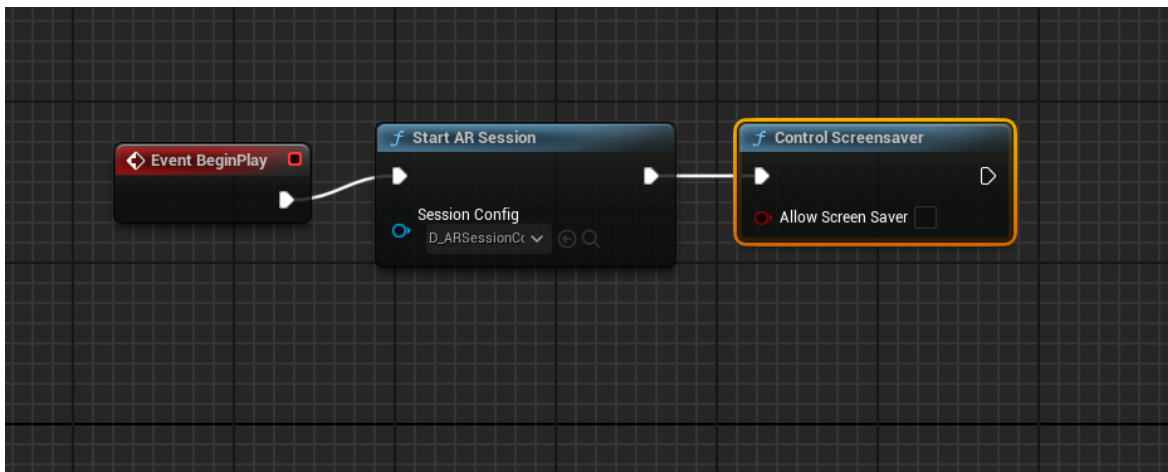 Event BeginPlay
f Start AR Session
Session Config
D_ARSessionCc
f Control Screensaver
Allow Screen Saver